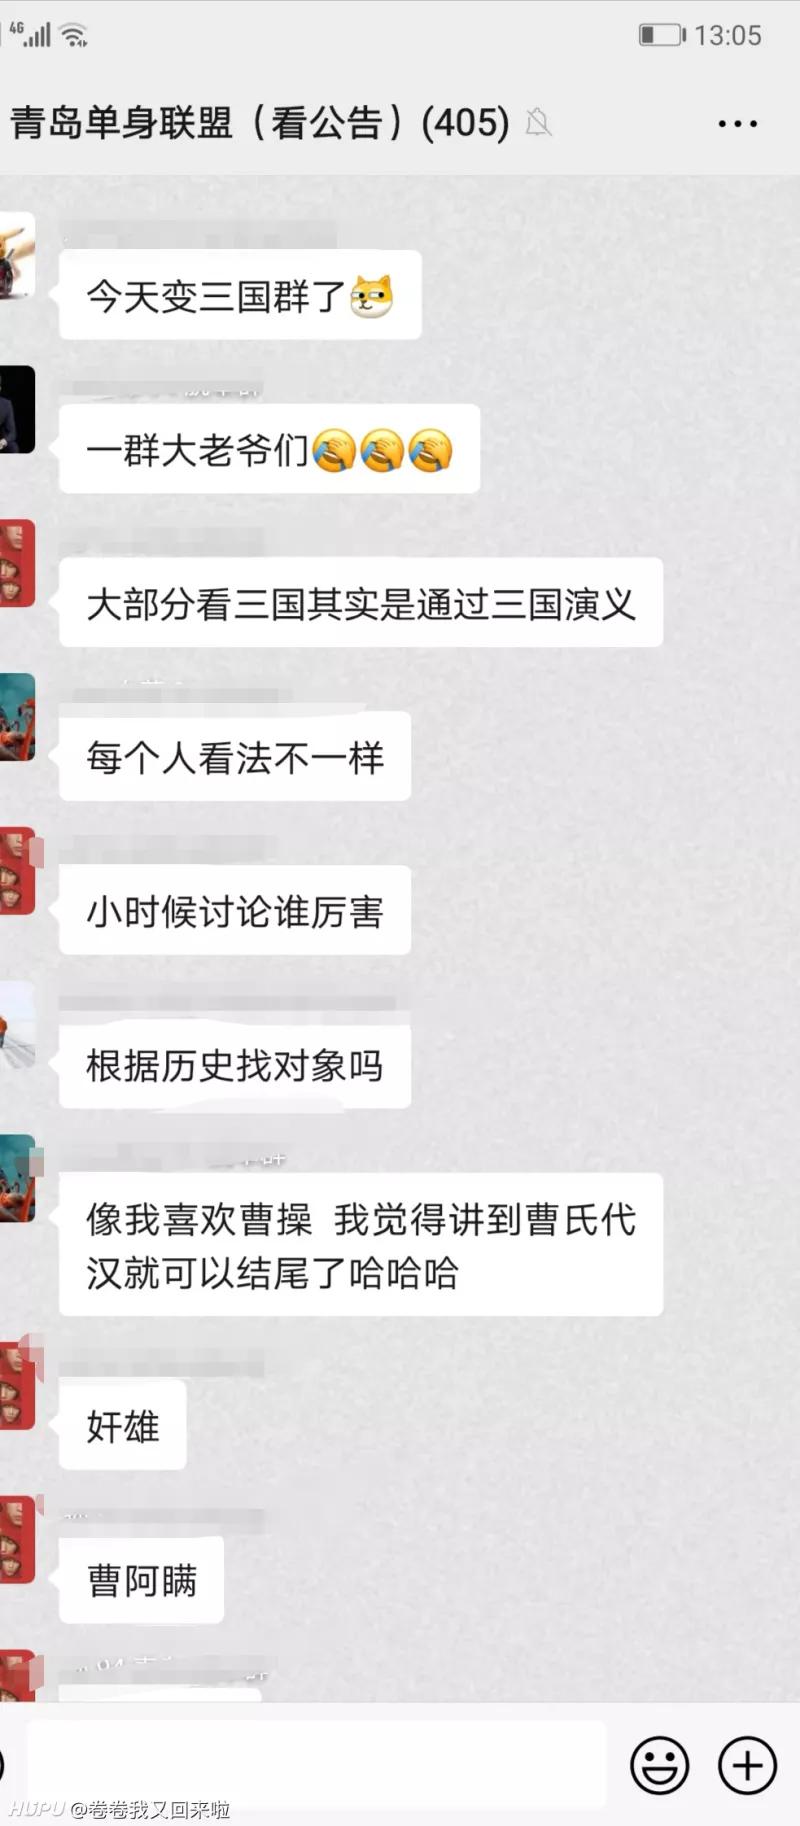 4G
13:05
青岛单身联盟（看公告）(405)
今天变三国群了
一群大老爷们
大部分看三国其实是通过三国演义
每个人看法不一样
小时候讨论谁厉害
根据历史找对象吗
像我喜欢曹操 我觉得讲到曹氏代
汉就可以结尾了哈哈哈
奸雄
曹阿瞒
HUPU @卷卷我又回来啦